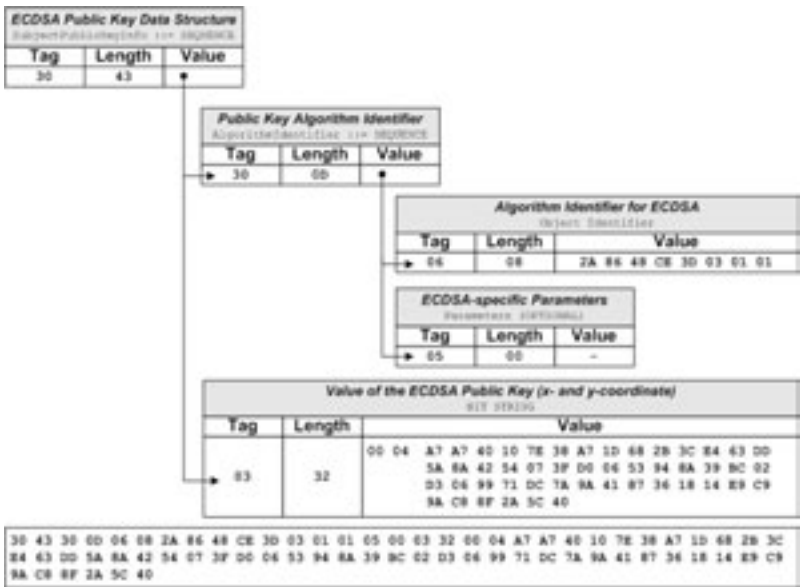 ECDSA Public Key Data Structure
SubjectPublicKeyInfo ::= SEQUENCE
Tag Length Value
30 43
Public Key Algorithm Identifier
AlgorithmIdentifier ::= SEQUENCE
Tag Length Value
30 0D
Algorithm Identifier for ECDSA
Object Identifier
Tag Length Value
06 08 2A 86 48 CE 3D 03 01 01
ECDSA-specific Parameters
Parameters (OPTIONAL)
Tag Length Value
05 00 -
Value of the ECDSA Public Key (x- and y-coordinate)
BIT STRING
Tag Length Value
03 32
00 04 A7 A7 40 10 7E 38 A7 1D 68 2B 3C E4 63 DD
5A 8A 42 54 07 3F D0 06 53 94 8A 39 BC 02
D3 06 99 71 DC 7A 9A 41 87 36 18 14 E9 C9
9A C8 8F 2A 5C 40
30 43 30 0D 06 08 2A 86 48 CE 3D 03 01 01 05 00 03 32 00 04 A7 A7 40 10 7E 38 A7 1D 68 2B 3C
E4 63 DD 5A 8A 42 54 07 3F D0 06 53 94 8A 39 BC 02 D3 06 99 71 DC 7A 9A 41 87 36 18 14 E9 C9
9A C8 8F 2A 5C 40